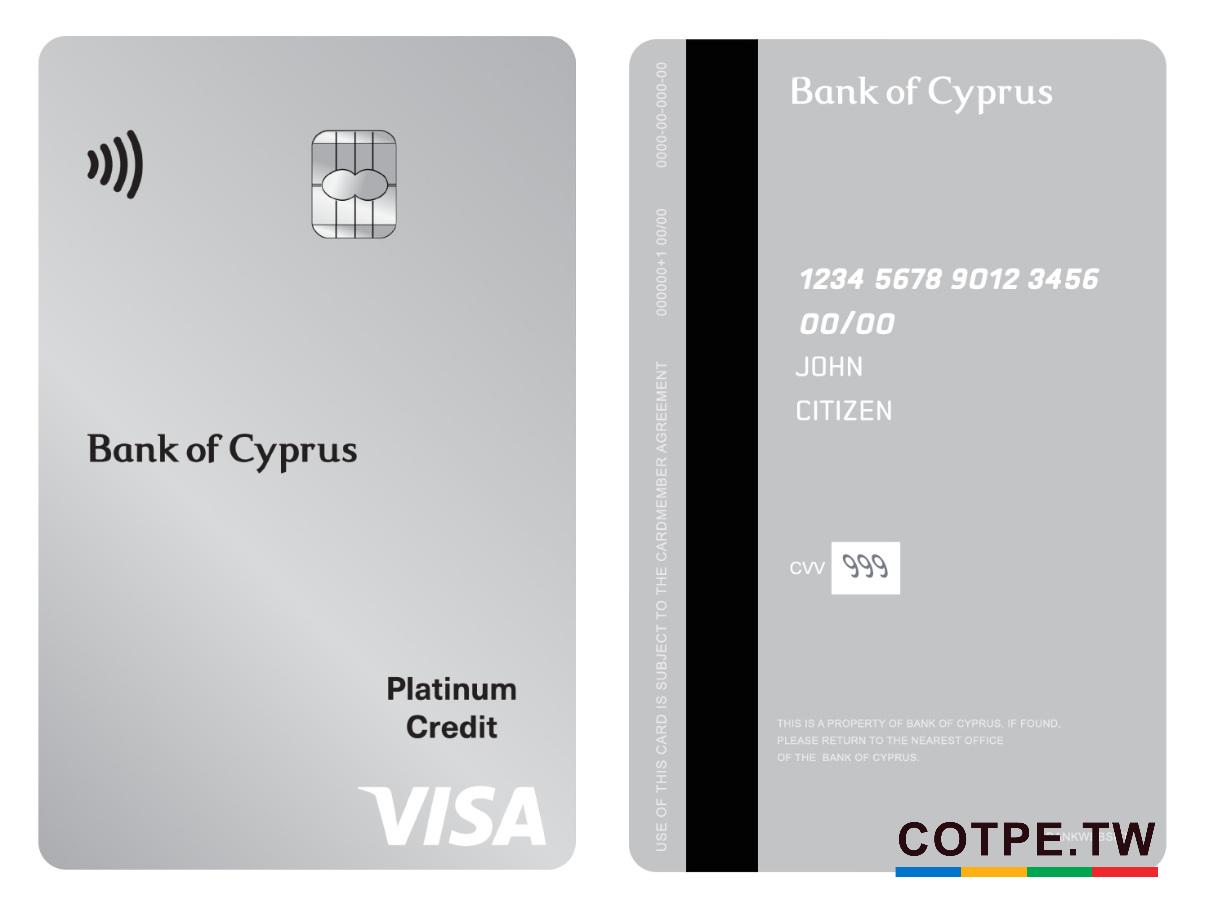 Bank of Cyprus
Platinum
Credit
VISA
USE OF THIS CARD IS SUBJECT TO THE CARDMEMBER AGREEMENT 000000+1 00/00 0000-00-000-00
Bank of Cyprus
1234 5678 9012 3456
00/00
JOHN
CITIZEN
CVV 999
THIS IS A PROPERTY OF BANK OF CYPRUS. IF FOUND,
PLEASE RETURN TO THE NEAREST OFFICE
OF THE BANK OF CYPRUS.
COTPE.TW